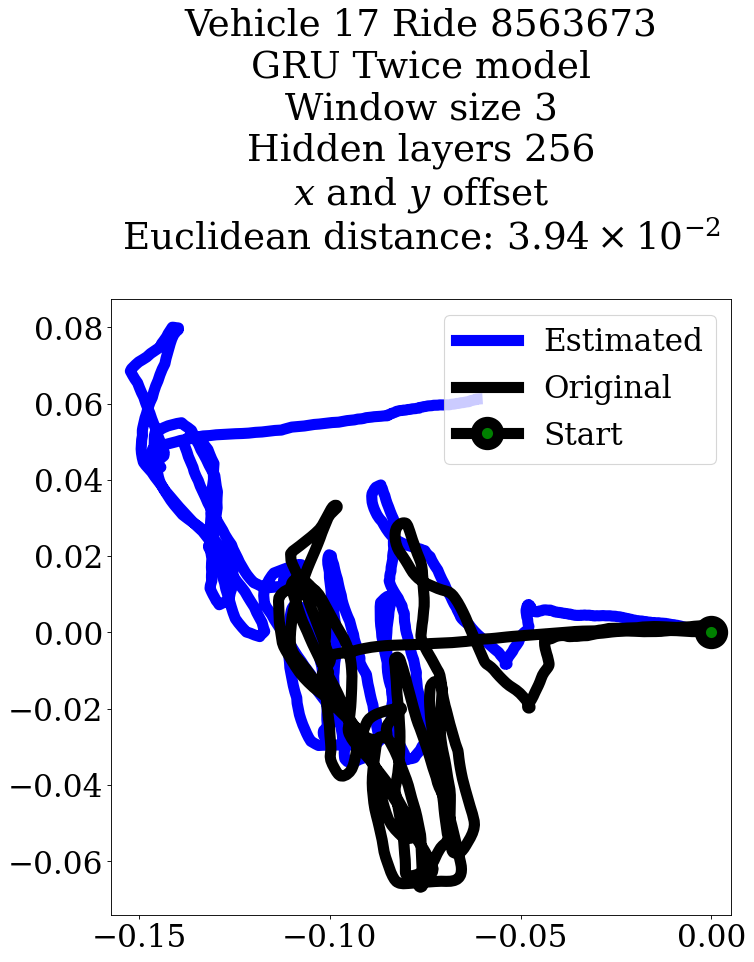 Vehicle 17 Ride 8563673
GRU Twice model
Window size 3
Hidden layers 256
x and y offset
Euclidean distance: 3.94 × 10⁻²
Estimated
Original
Start
0.08
0.06
0.04
0.02
0.00
−0.02
−0.04
−0.06
−0.15
−0.10
−0.05
0.00